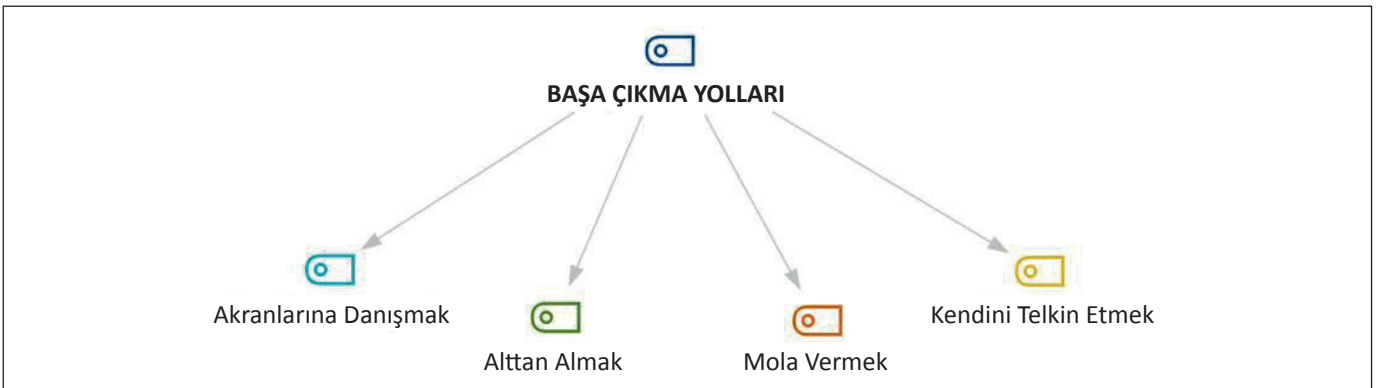 BAŞA ÇIKMA YOLLARI
Akranlarına Danışmak
Alttan Almak
Mola Vermek
Kendini Telkin Etmek